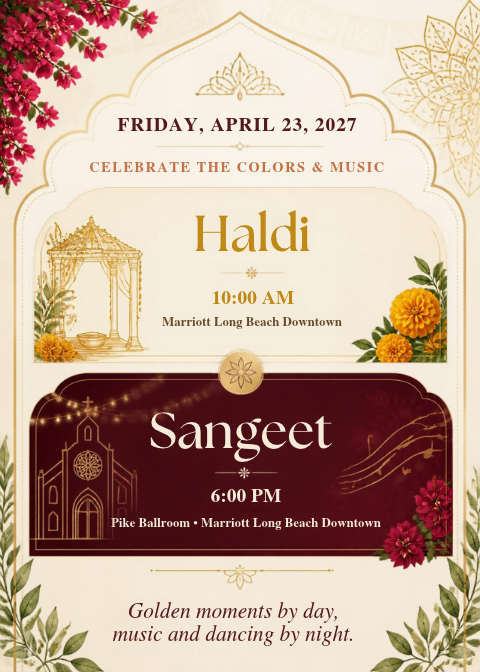 FRIDAY, APRIL 23, 2027
CELEBRATE THE COLORS & MUSIC
Haldi
10:00 AM
Marriott Long Beach Downtown
Sangeet
6:00 PM
Pike Ballroom • Marriott Long Beach Downtown
Golden moments by day,
music and dancing by night.